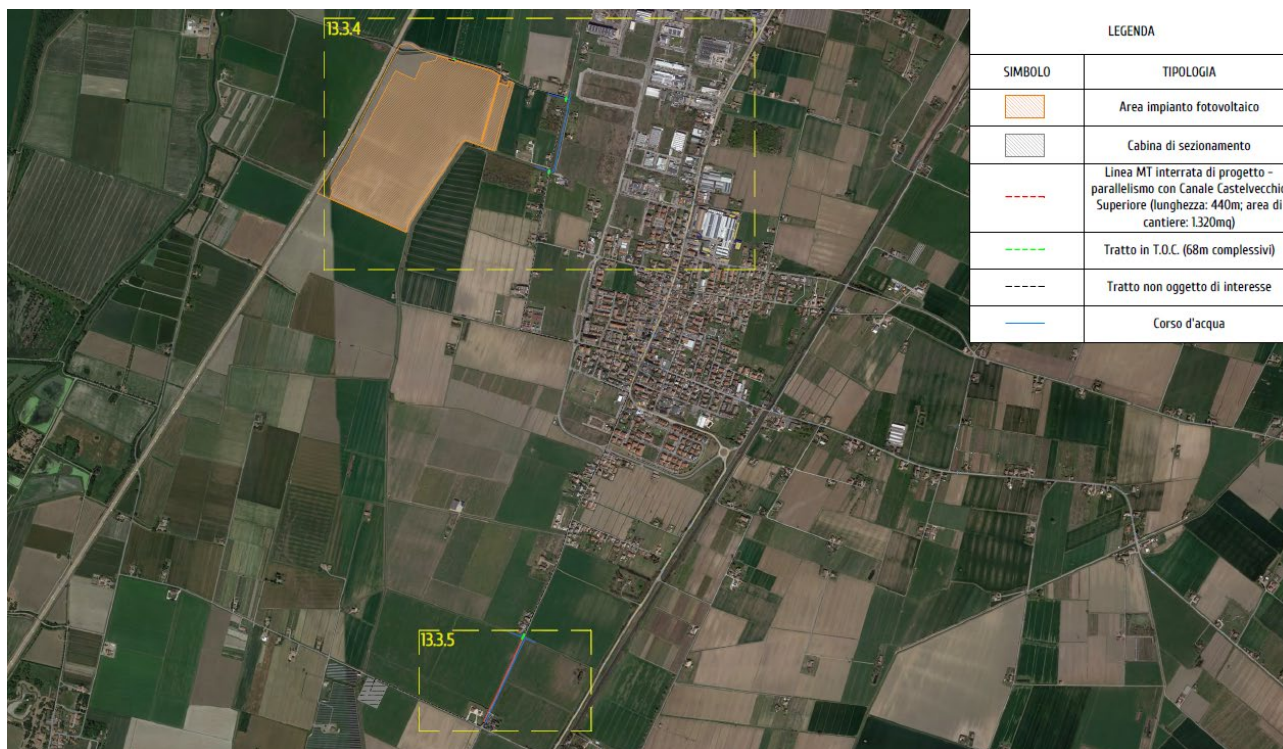 13.3.4
LEGENDA
SIMBOLO TIPOLOGIA
Area impianto fotovoltaico
Cabina di sezionamento
Linea MT interrata di progetto -
parallelismo con Canale Castelvecchio
Superiore (lunghezza: 440m; area di
cantiere: 1.320mq)
Tratto in T.O.C. (68m complessivi)
Tratto non oggetto di interesse
Corso d'acqua
13.3.5